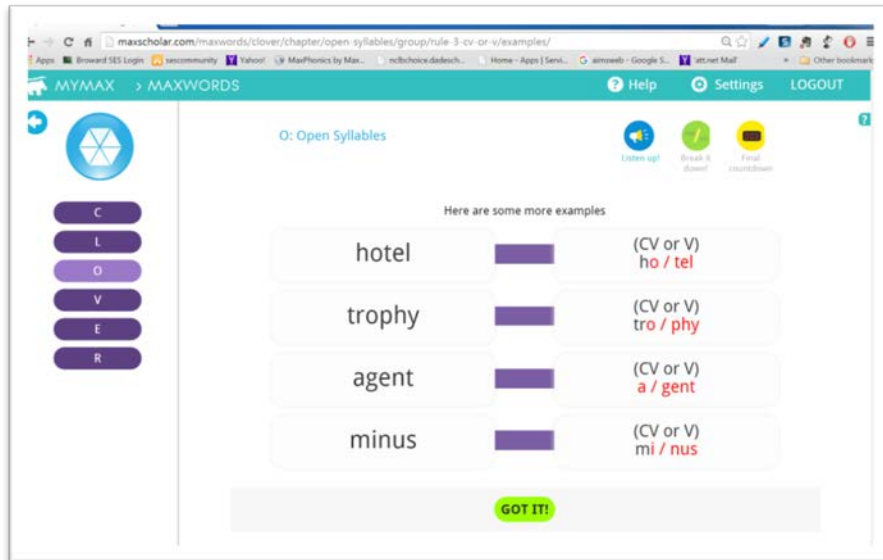 maxscholar.com/maxwords/clover/chapter/open-syllables/group/rule-3-cv-or-v/examples/
Apps Broward SES Login sescommunity Yahoo! MaxPhonics by Max... nclbchoice.dadesch... Home - Apps | Servi... aimsweb - Google S... 'att.net Mail' Other bookmark
MYMAX > MAXWORDS ? Help Settings LOGOUT
?
O: Open Syllables
Listen up! Break it down! Final countdown
C
L
O
V
E
R
Here are some more examples
hotel (CV or V)
ho / tel
trophy (CV or V)
tro / phy
agent (CV or V)
a / gent
minus (CV or V)
mi / nus
GOT IT!